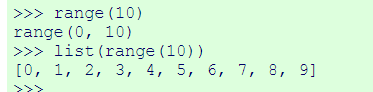 >>> range(10)
range(0, 10)
>>> list(range(10))
[0, 1, 2, 3, 4, 5, 6, 7, 8, 9]
>>>